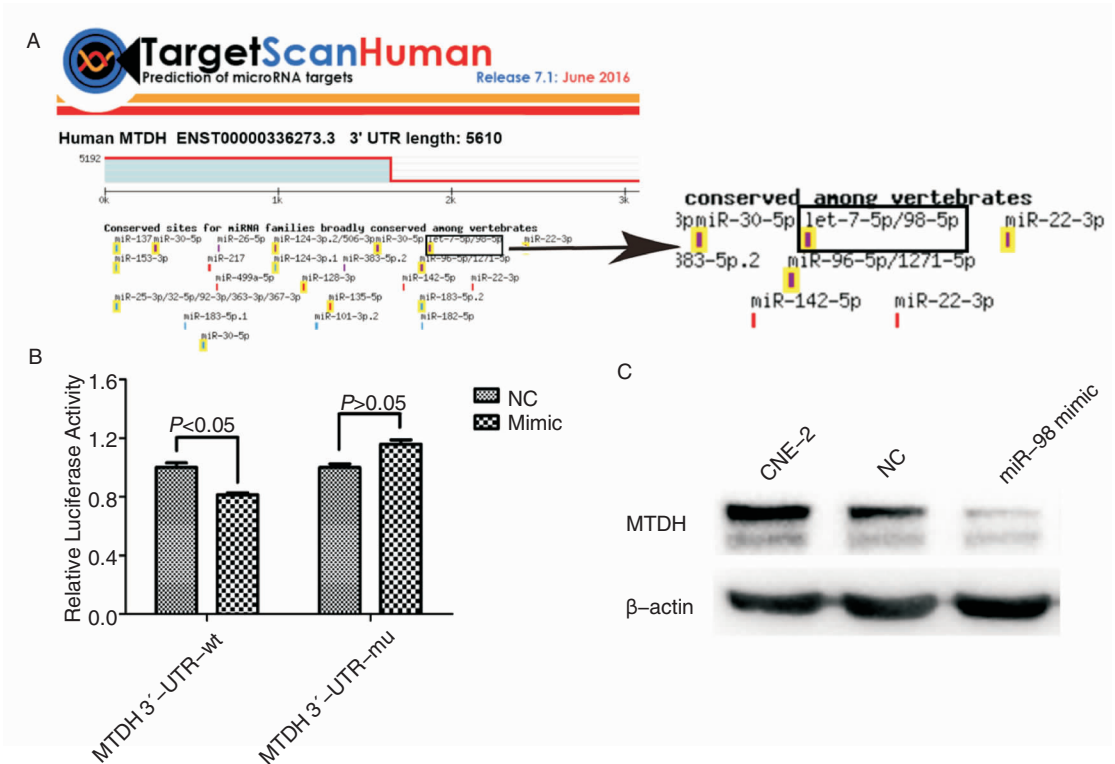 A
TargetScanHuman
Prediction of microRNA targets
Release 7.1: June 2016
Human MTDH ENST00000336273.3 3' UTR length: 5610
5192
0k 1k 2k 3k
Conserved sites for miRNA families broadly conserved among vertebrates
miR-137 miR-30-5p miR-26-5p miR-124-3p.2/506-3p miR-30-5p let-7-5p/98-5p miR-22-3p
miR-153-3p miR-217 miR-124-3p.1 miR-383-5p.2 miR-96-5p/1271-5p
miR-499a-5p miR-128-3p miR-142-5p miR-22-3p
miR-25-3p/32-5p/92-3p/363-3p/367-3p miR-135-5p miR-183-5p.2
miR-183-5p.1 miR-101-3p.2 miR-182-5p
miR-30-5p
conserved among vertebrates
3p miR-30-5p let-7-5p/98-5p miR-22-3p
383-5p.2 miR-96-5p/1271-5p
miR-142-5p miR-22-3p
B
Relative Luciferase Activity
1.6
1.2
0.8
0.4
0.0
P<0.05
P>0.05
NC
Mimic
MTDH 3´-UTR-wt
MTDH 3´-UTR-mu
C
CNE-2
NC
miR-98 mimic
MTDH
β-actin